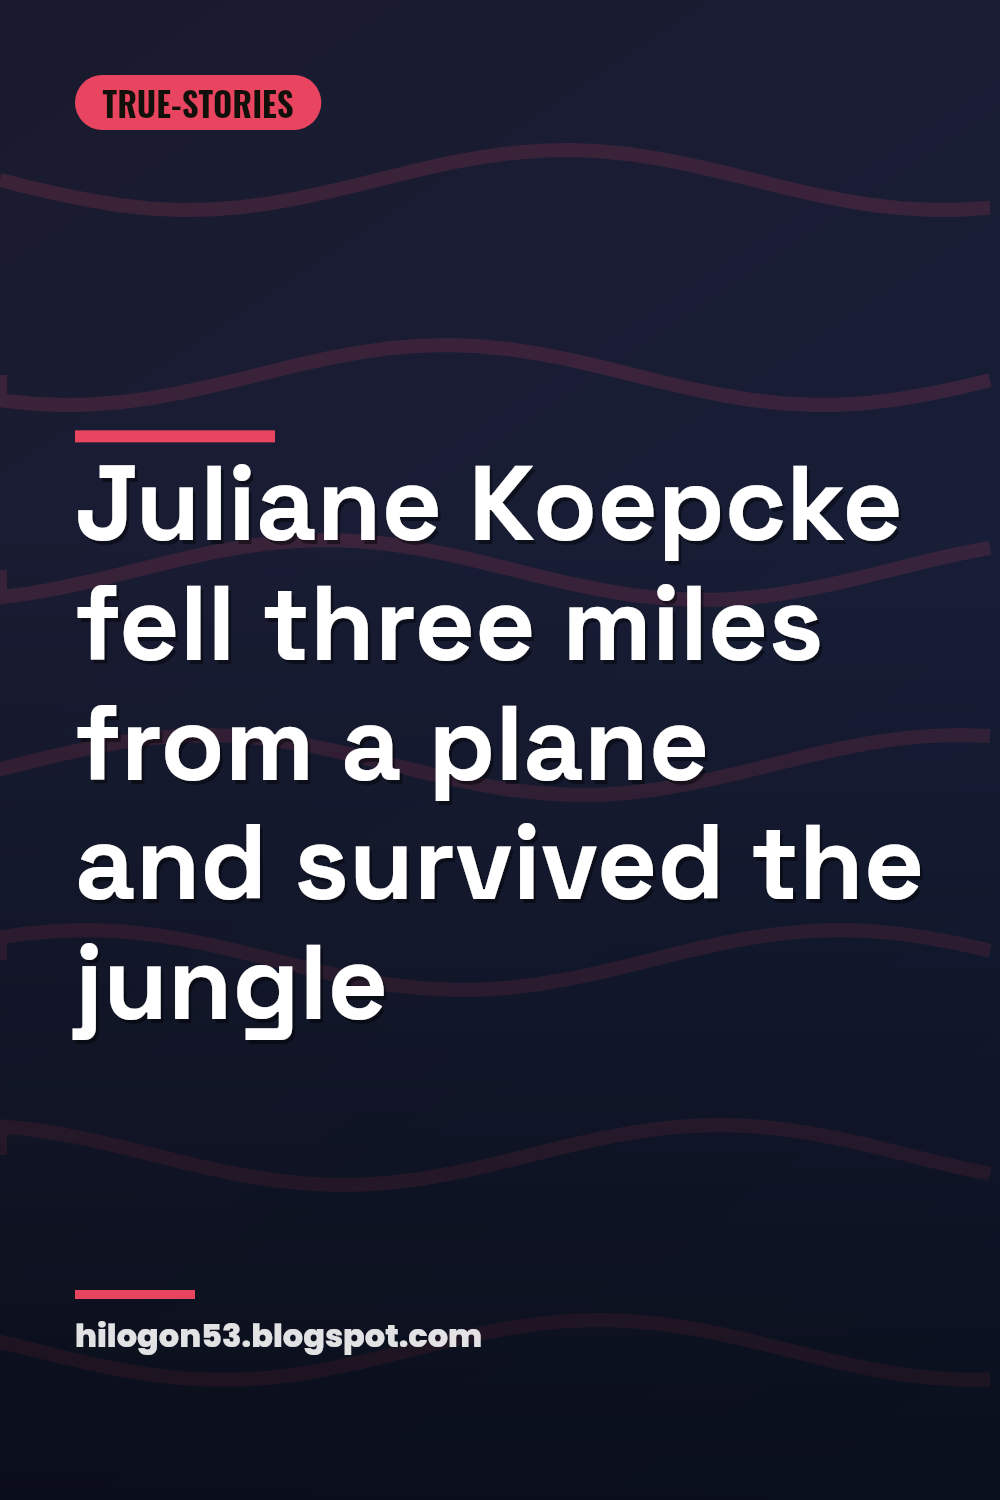 TRUE-STORIES
Juliane Koepcke
fell three miles
from a plane
and survived the
jungle
hilogon53.blogspot.com